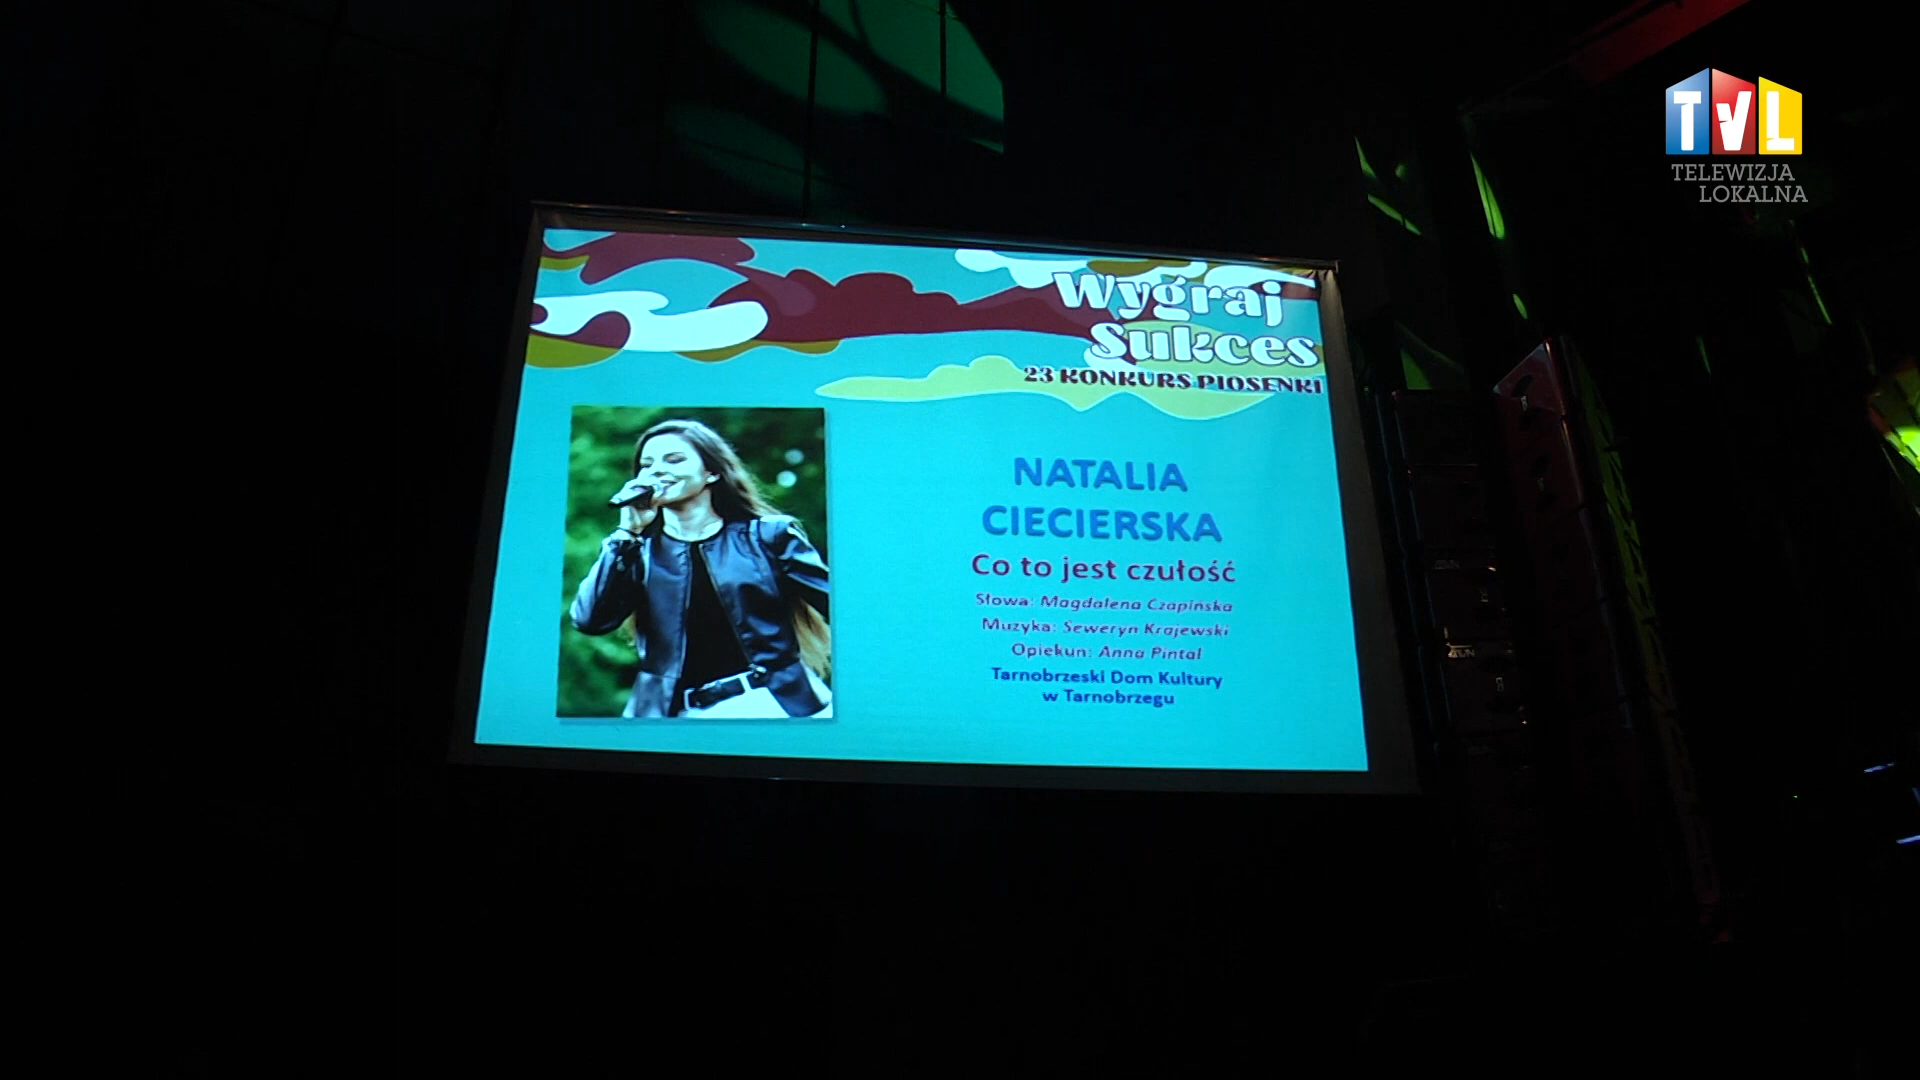 TVL
TELEWIZJA
LOKALNA
Wygraj
Sukces
23 KONKURS PIOSENKI
NATALIA
CIECIERSKA
Co to jest czułość
Słowa: Magdalena Czapińska
Muzyka: Seweryn Krajewski
Opiekun: Anna Pintal
Tarnobrzeski Dom Kultury
w Tarnobrzegu